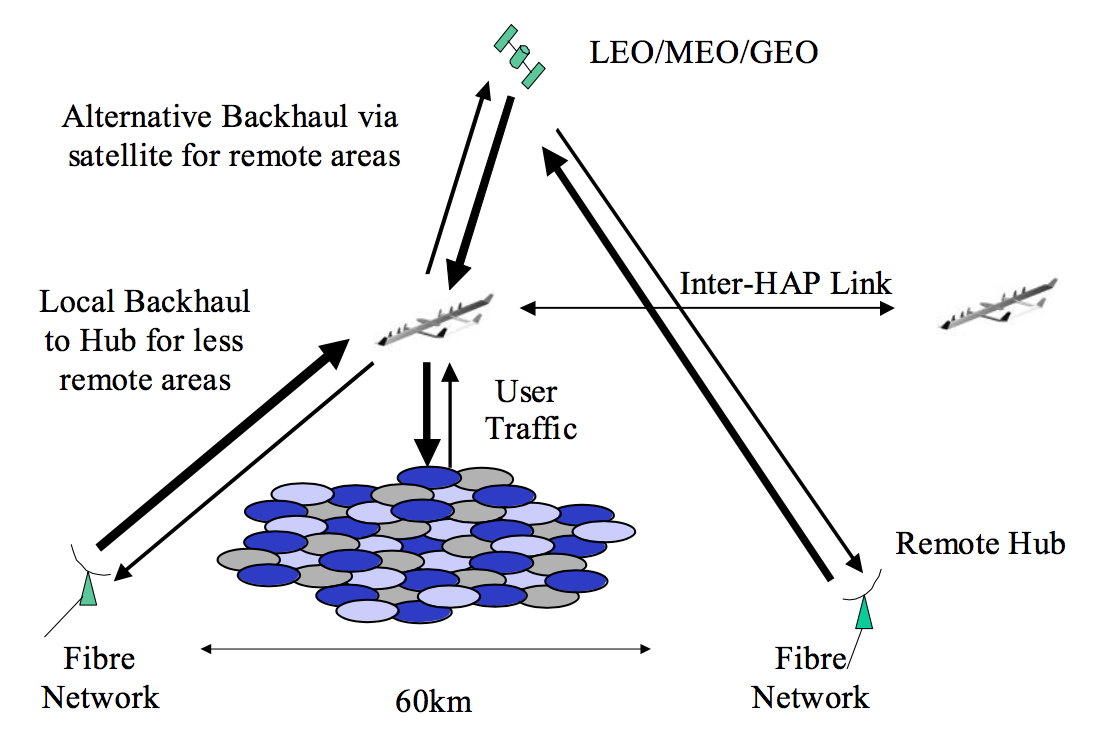 LEO/MEO/GEO
Alternative Backhaul via
satellite for remote areas
Inter-HAP Link
Local Backhaul
to Hub for less
remote areas
User
Traffic
Remote Hub
Fibre
Network
60km
Fibre
Network